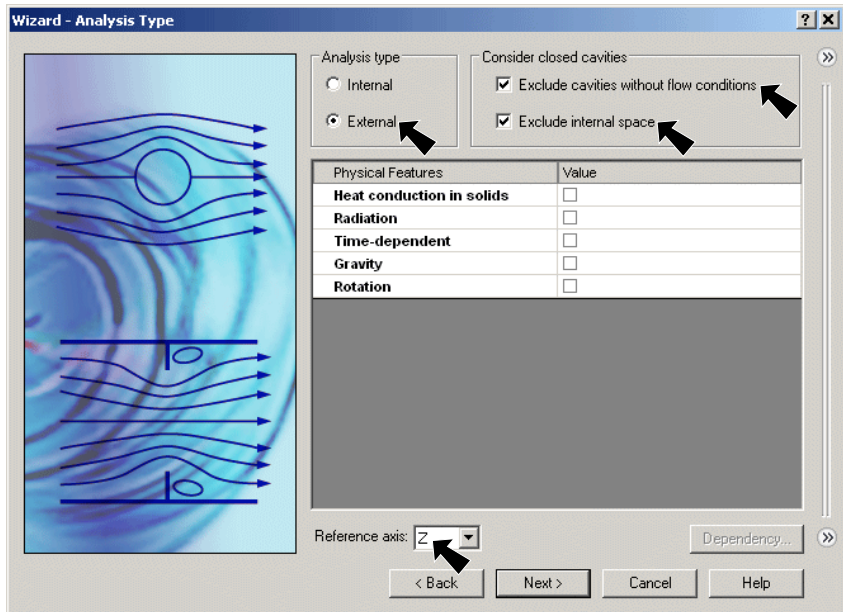 Wizard - Analysis Type
Analysis type
Internal
External
Consider closed cavities
Exclude cavities without flow conditions
Exclude internal space
Physical Features Value
Heat conduction in solids
Radiation
Time-dependent
Gravity
Rotation
Reference axis: Z
Dependency...
< Back Next > Cancel Help